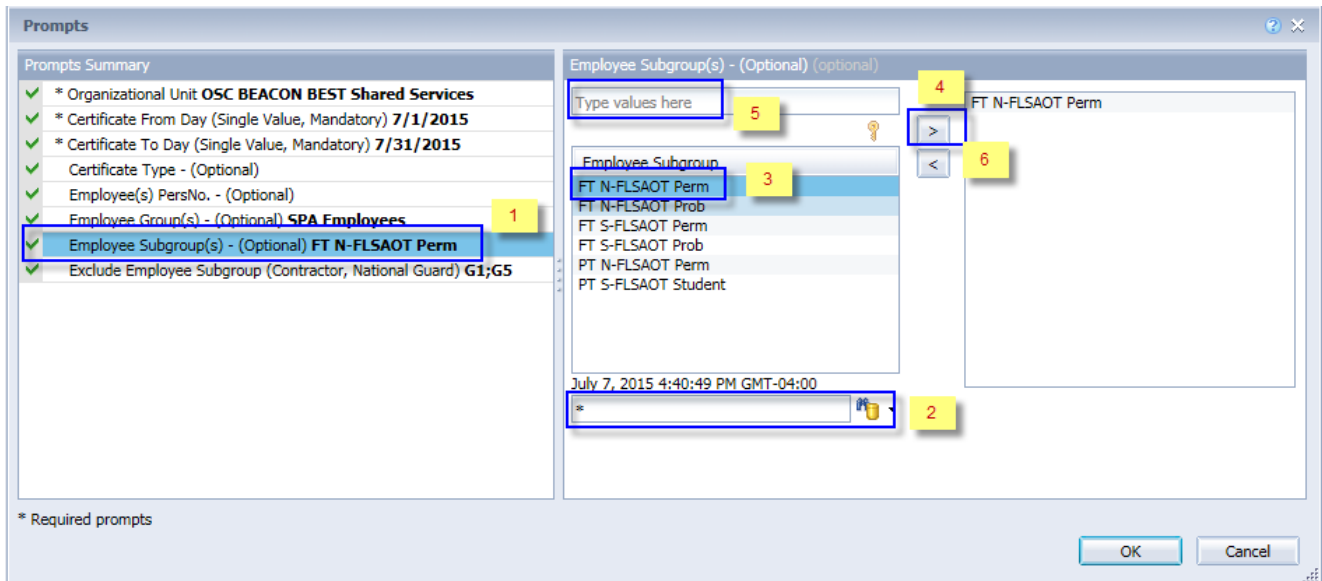 Prompts
Prompts Summary
* Organizational Unit OSC BEACON BEST Shared Services
* Certificate From Day (Single Value, Mandatory) 7/1/2015
* Certificate To Day (Single Value, Mandatory) 7/31/2015
Certificate Type - (Optional)
Employee(s) PersNo. - (Optional)
Employee Group(s) - (Optional) SPA Employees
1
Employee Subgroup(s) - (Optional) FT N-FLSAOT Perm
Exclude Employee Subgroup (Contractor, National Guard) G1;G5
Employee Subgroup(s) - (Optional) (optional)
Type values here
5
4
>
<
6
FT N-FLSAOT Perm
Employee Subgroup
FT N-FLSAOT Perm
3
FT N-FLSAOT Prob
FT S-FLSAOT Perm
FT S-FLSAOT Prob
PT N-FLSAOT Perm
PT S-FLSAOT Student
July 7, 2015 4:40:49 PM GMT-04:00
*
2
* Required prompts
OK
Cancel